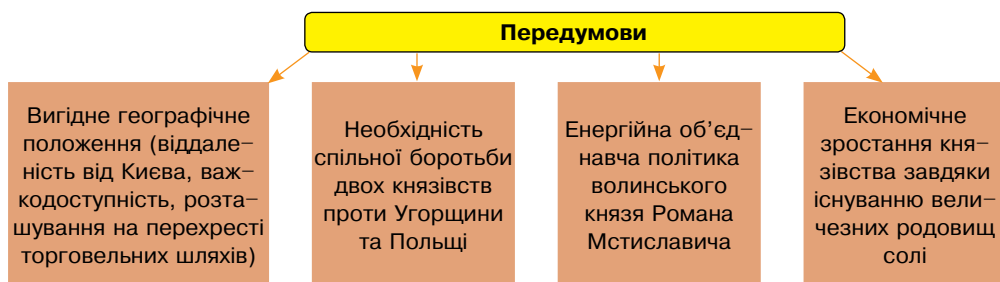 Передумови
Вигідне географічне
положення (віддале-
ність від Києва, важ-
кодоступність, розта-
шування на перехресті
торговельних шляхів)
Необхідність
спільної боротьби
двох князівств
проти Угорщини
та Польщі
Енергійна об’єд-
навча політика
волинського
князя Романа
Мстиславича
Економічне
зростання кня-
зівства завдяки
існуванню вели-
чезних родовищ
солі